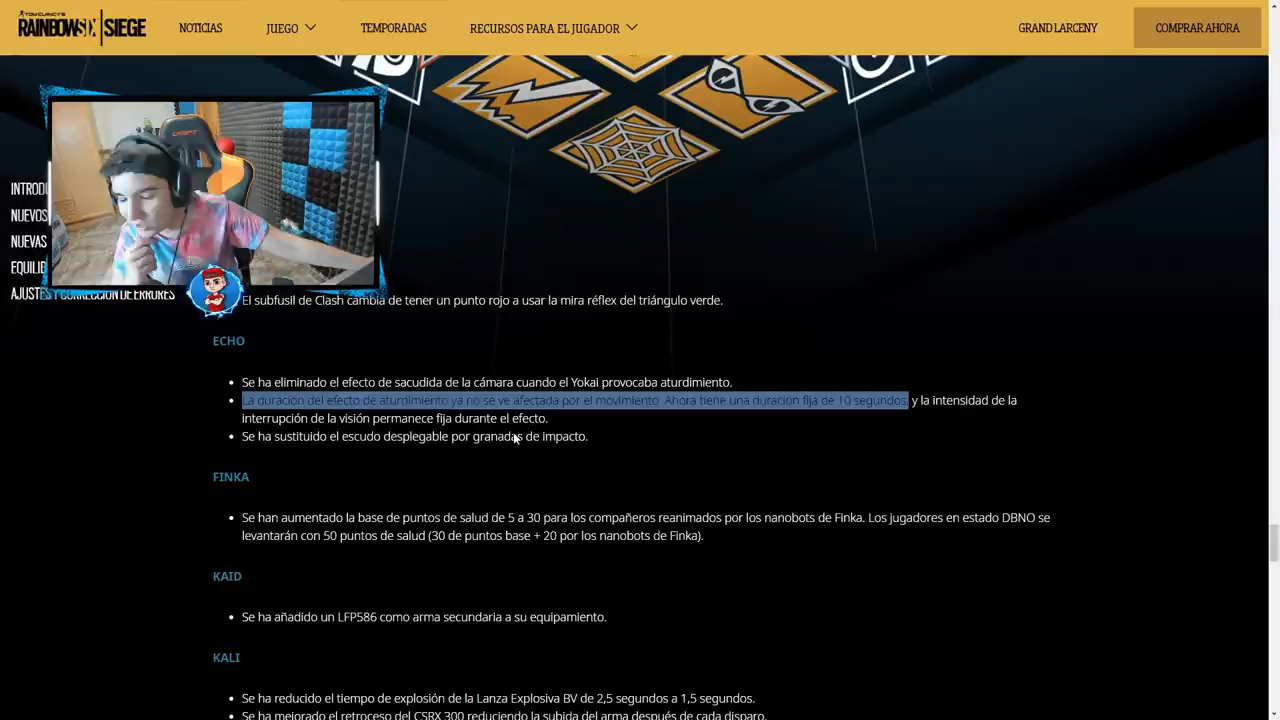 TOM CLANCY'S
RAINBOWSIX | SIEGE
NOTICIAS
JUEGO
TEMPORADAS
RECURSOS PARA EL JUGADOR
GRAND LARCENY
COMPRAR AHORA
DRIFT
INTRODU
NUEVOS
NUEVAS
EQUILIB
AJUSTES Y CORRECCIÓN DE ERRORES
El subfusil de Clash cambia de tener un punto rojo a usar la mira réflex del triángulo verde.
ECHO
• Se ha eliminado el efecto de sacudida de la cámara cuando el Yokai provocaba aturdimiento.
• La duración del efecto de aturdimiento ya no se ve afectada por el movimiento. Ahora tiene una duración fija de 10 segundos, y la intensidad de la
interrupción de la visión permanece fija durante el efecto.
• Se ha sustituido el escudo desplegable por granadas de impacto.
FINKA
• Se han aumentado la base de puntos de salud de 5 a 30 para los compañeros reanimados por los nanobots de Finka. Los jugadores en estado DBNO se
levantarán con 50 puntos de salud (30 de puntos base + 20 por los nanobots de Finka).
KAID
• Se ha añadido un LFP586 como arma secundaria a su equipamiento.
KALI
• Se ha reducido el tiempo de explosión de la Lanza Explosiva BV de 2,5 segundos a 1,5 segundos.
• Se ha mejorado el retroceso del CSRX 300 reduciendo la subida del arma después de cada disparo.